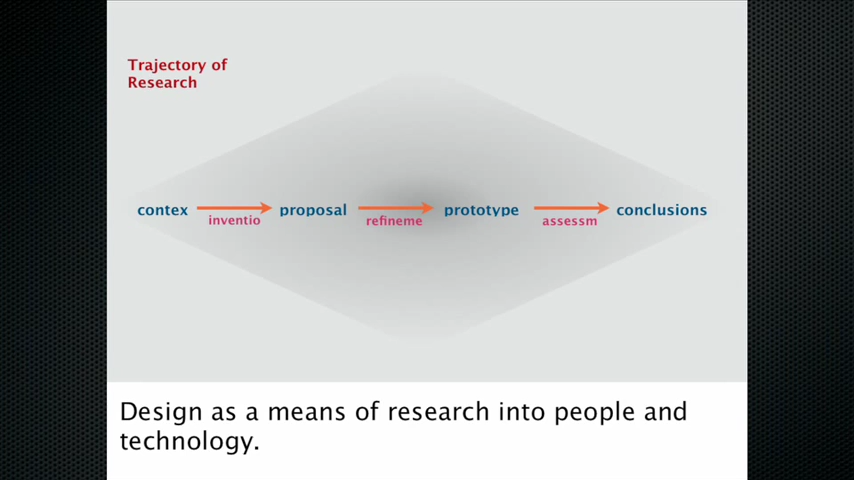 Trajectory of
Research
contex
proposal
prototype
conclusions
inventio
refineme
assessm
Design as a means of research into people and
technology.